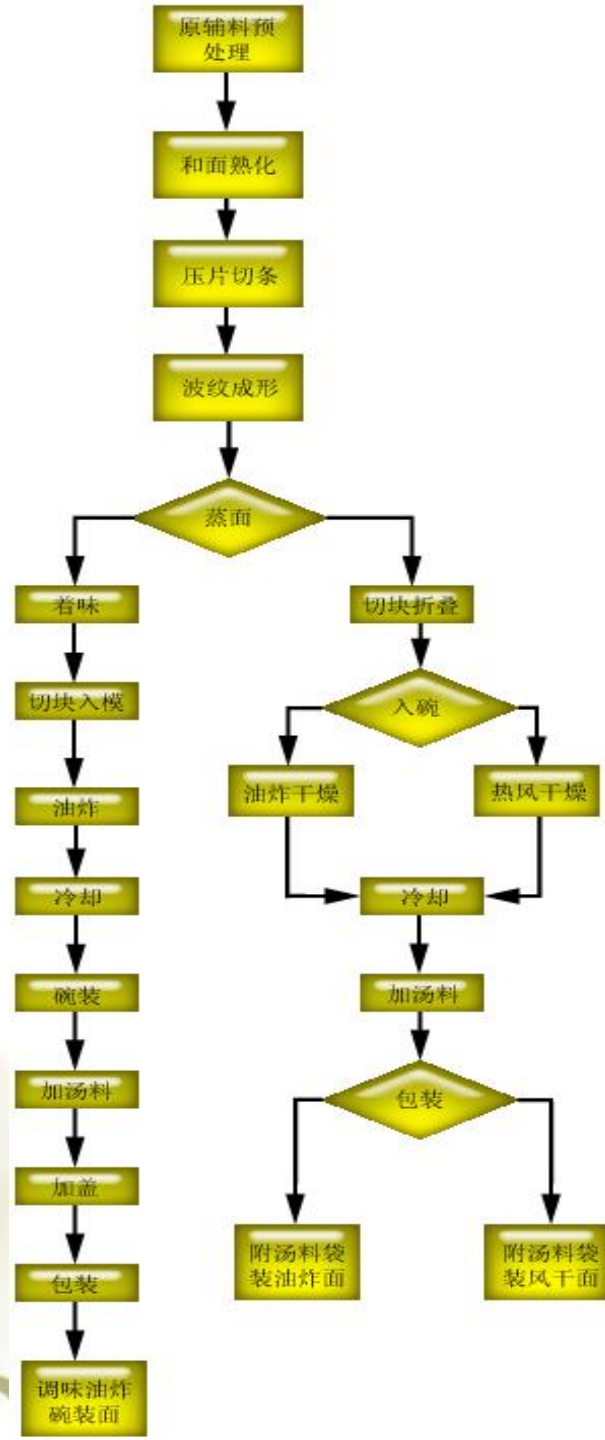 原辅料预
处理
和面熟化
压片切条
波纹成形
蒸面
着味
切块入模
油炸
冷却
碗装
加汤料
加盖
包装
调味油炸
碗装面
切块折叠
入碗
油炸干燥
热风干燥
冷却
加汤料
包装
附汤料袋
装油炸面
附汤料袋
装风干面